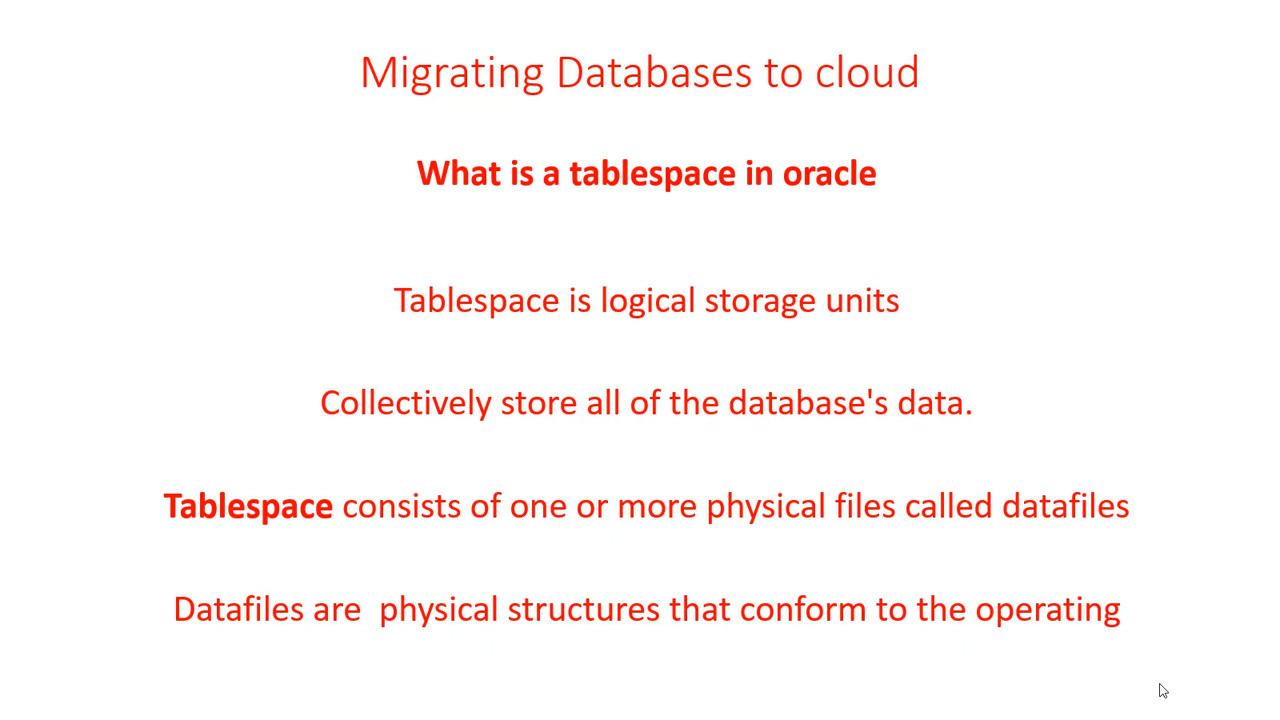 Migrating Databases to cloud
What is a tablespace in oracle
Tablespace is logical storage units
Collectively store all of the database's data.
Tablespace consists of one or more physical files called datafiles
Datafiles are  physical structures that conform to the operating